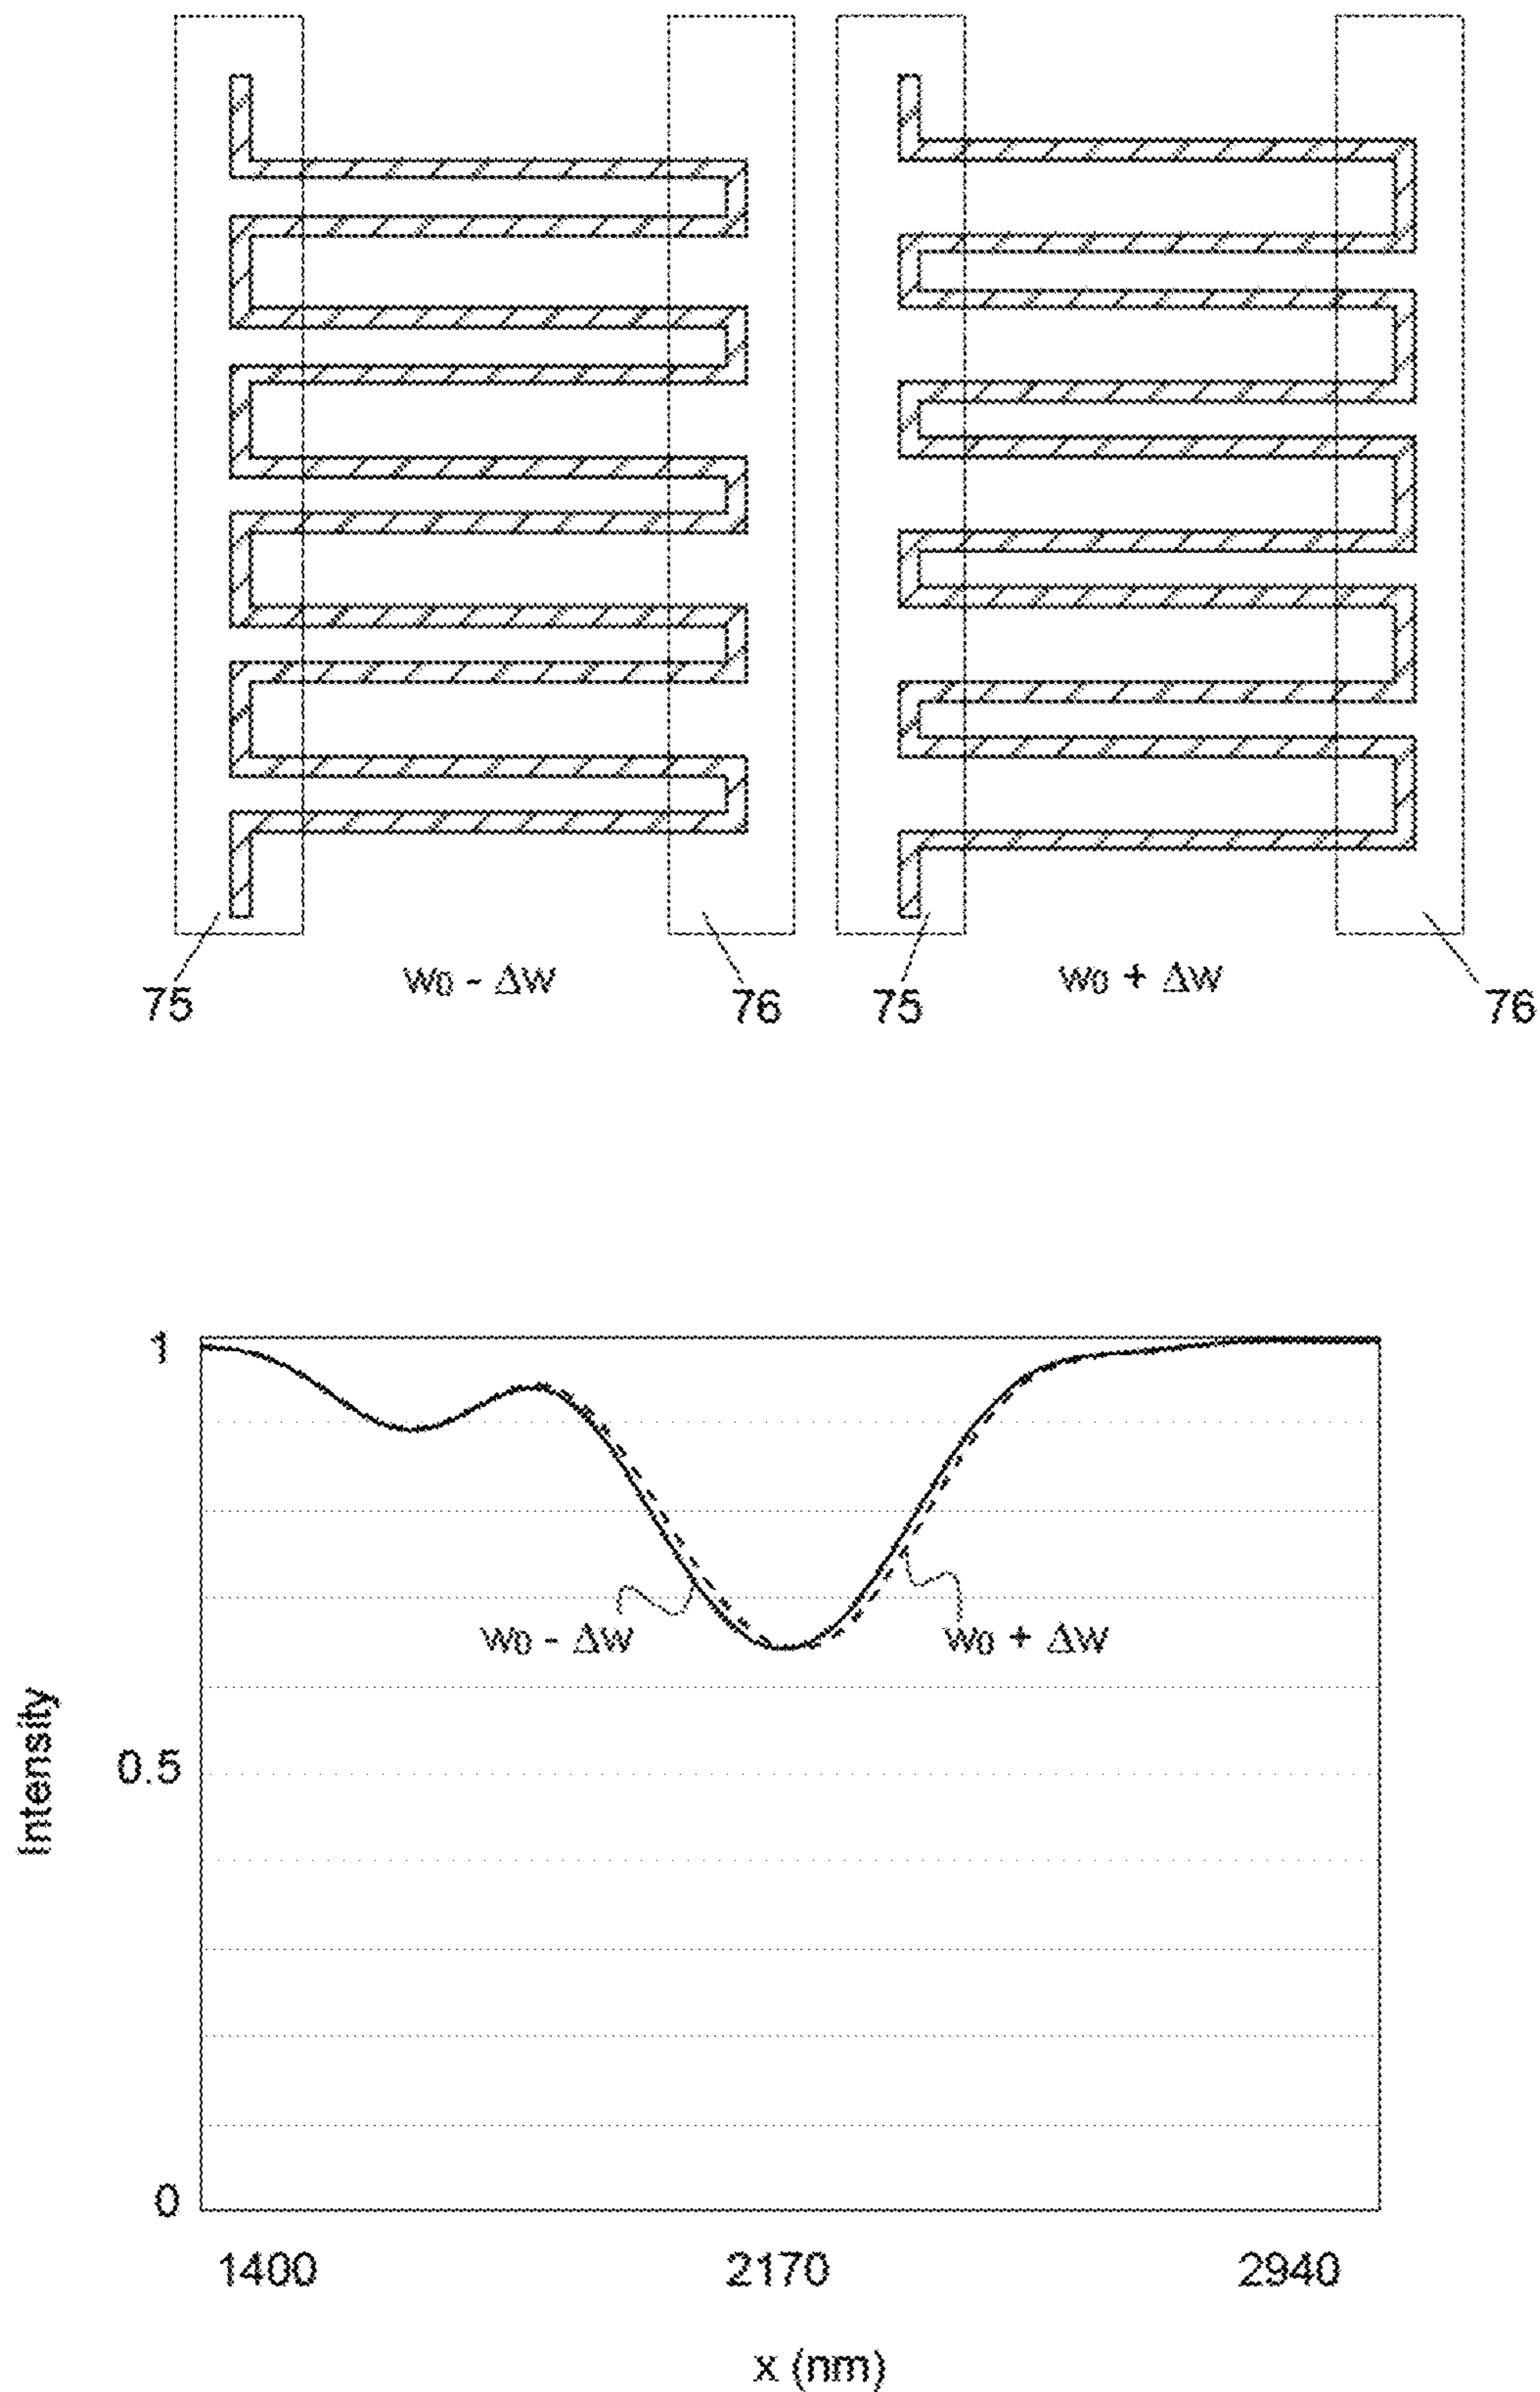 75
w₀ - Δw
76
75
w₀ + Δw
76
1
w₀ - Δw
w₀ + Δw
Intensity
0.5
0
1400
2170
2940
x (nm)